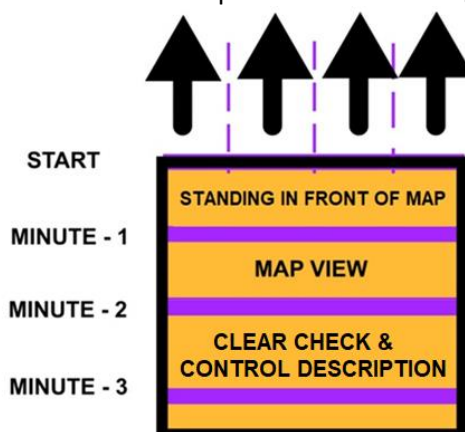 START
STANDING IN FRONT OF MAP
MINUTE - 1
MAP VIEW
MINUTE - 2
CLEAR CHECK &
CONTROL DESCRIPTION
MINUTE - 3